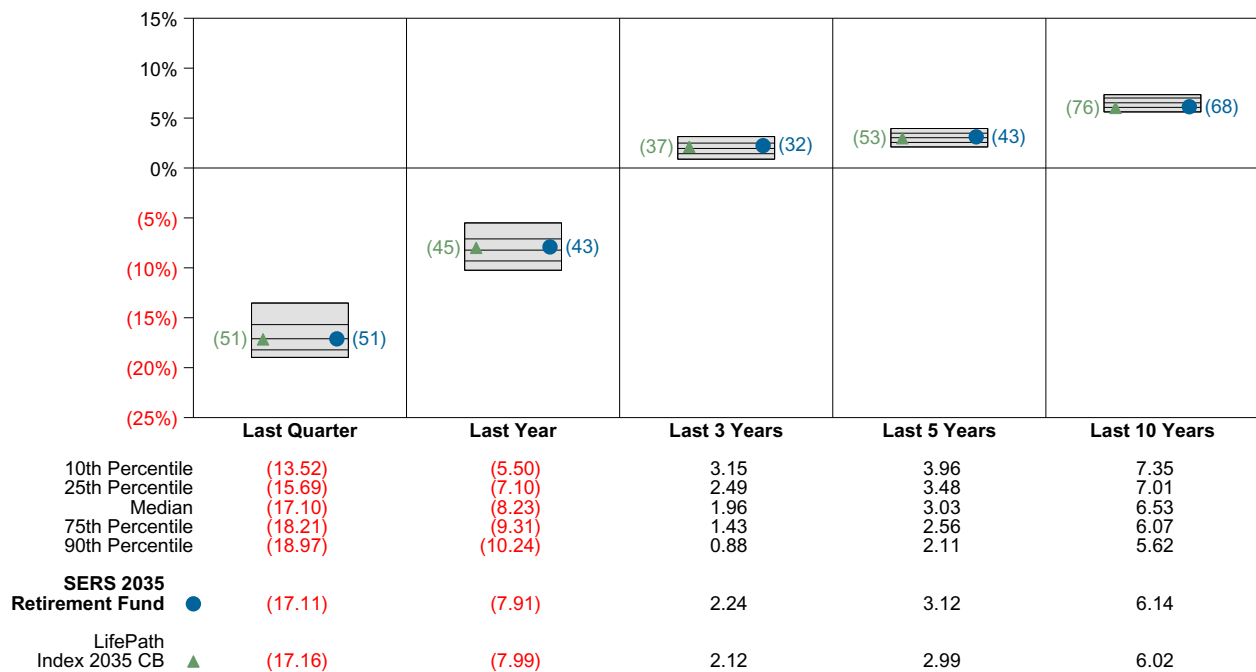 15%
10%
5%
0%
(5%)
(10%)
(15%)
(20%)
(25%)
(51) (51)
(45) (43)
(37) (32)
(53) (43)
(76) (68)
Last Quarter Last Year Last 3 Years Last 5 Years Last 10 Years
10th Percentile (13.52) (5.50) 3.15 3.96 7.35
25th Percentile (15.69) (7.10) 2.49 3.48 7.01
Median (17.10) (8.23) 1.96 3.03 6.53
75th Percentile (18.21) (9.31) 1.43 2.56 6.07
90th Percentile (18.97) (10.24) 0.88 2.11 5.62
SERS 2035
Retirement Fund (17.11) (7.91) 2.24 3.12 6.14
LifePath
Index 2035 CB (17.16) (7.99) 2.12 2.99 6.02